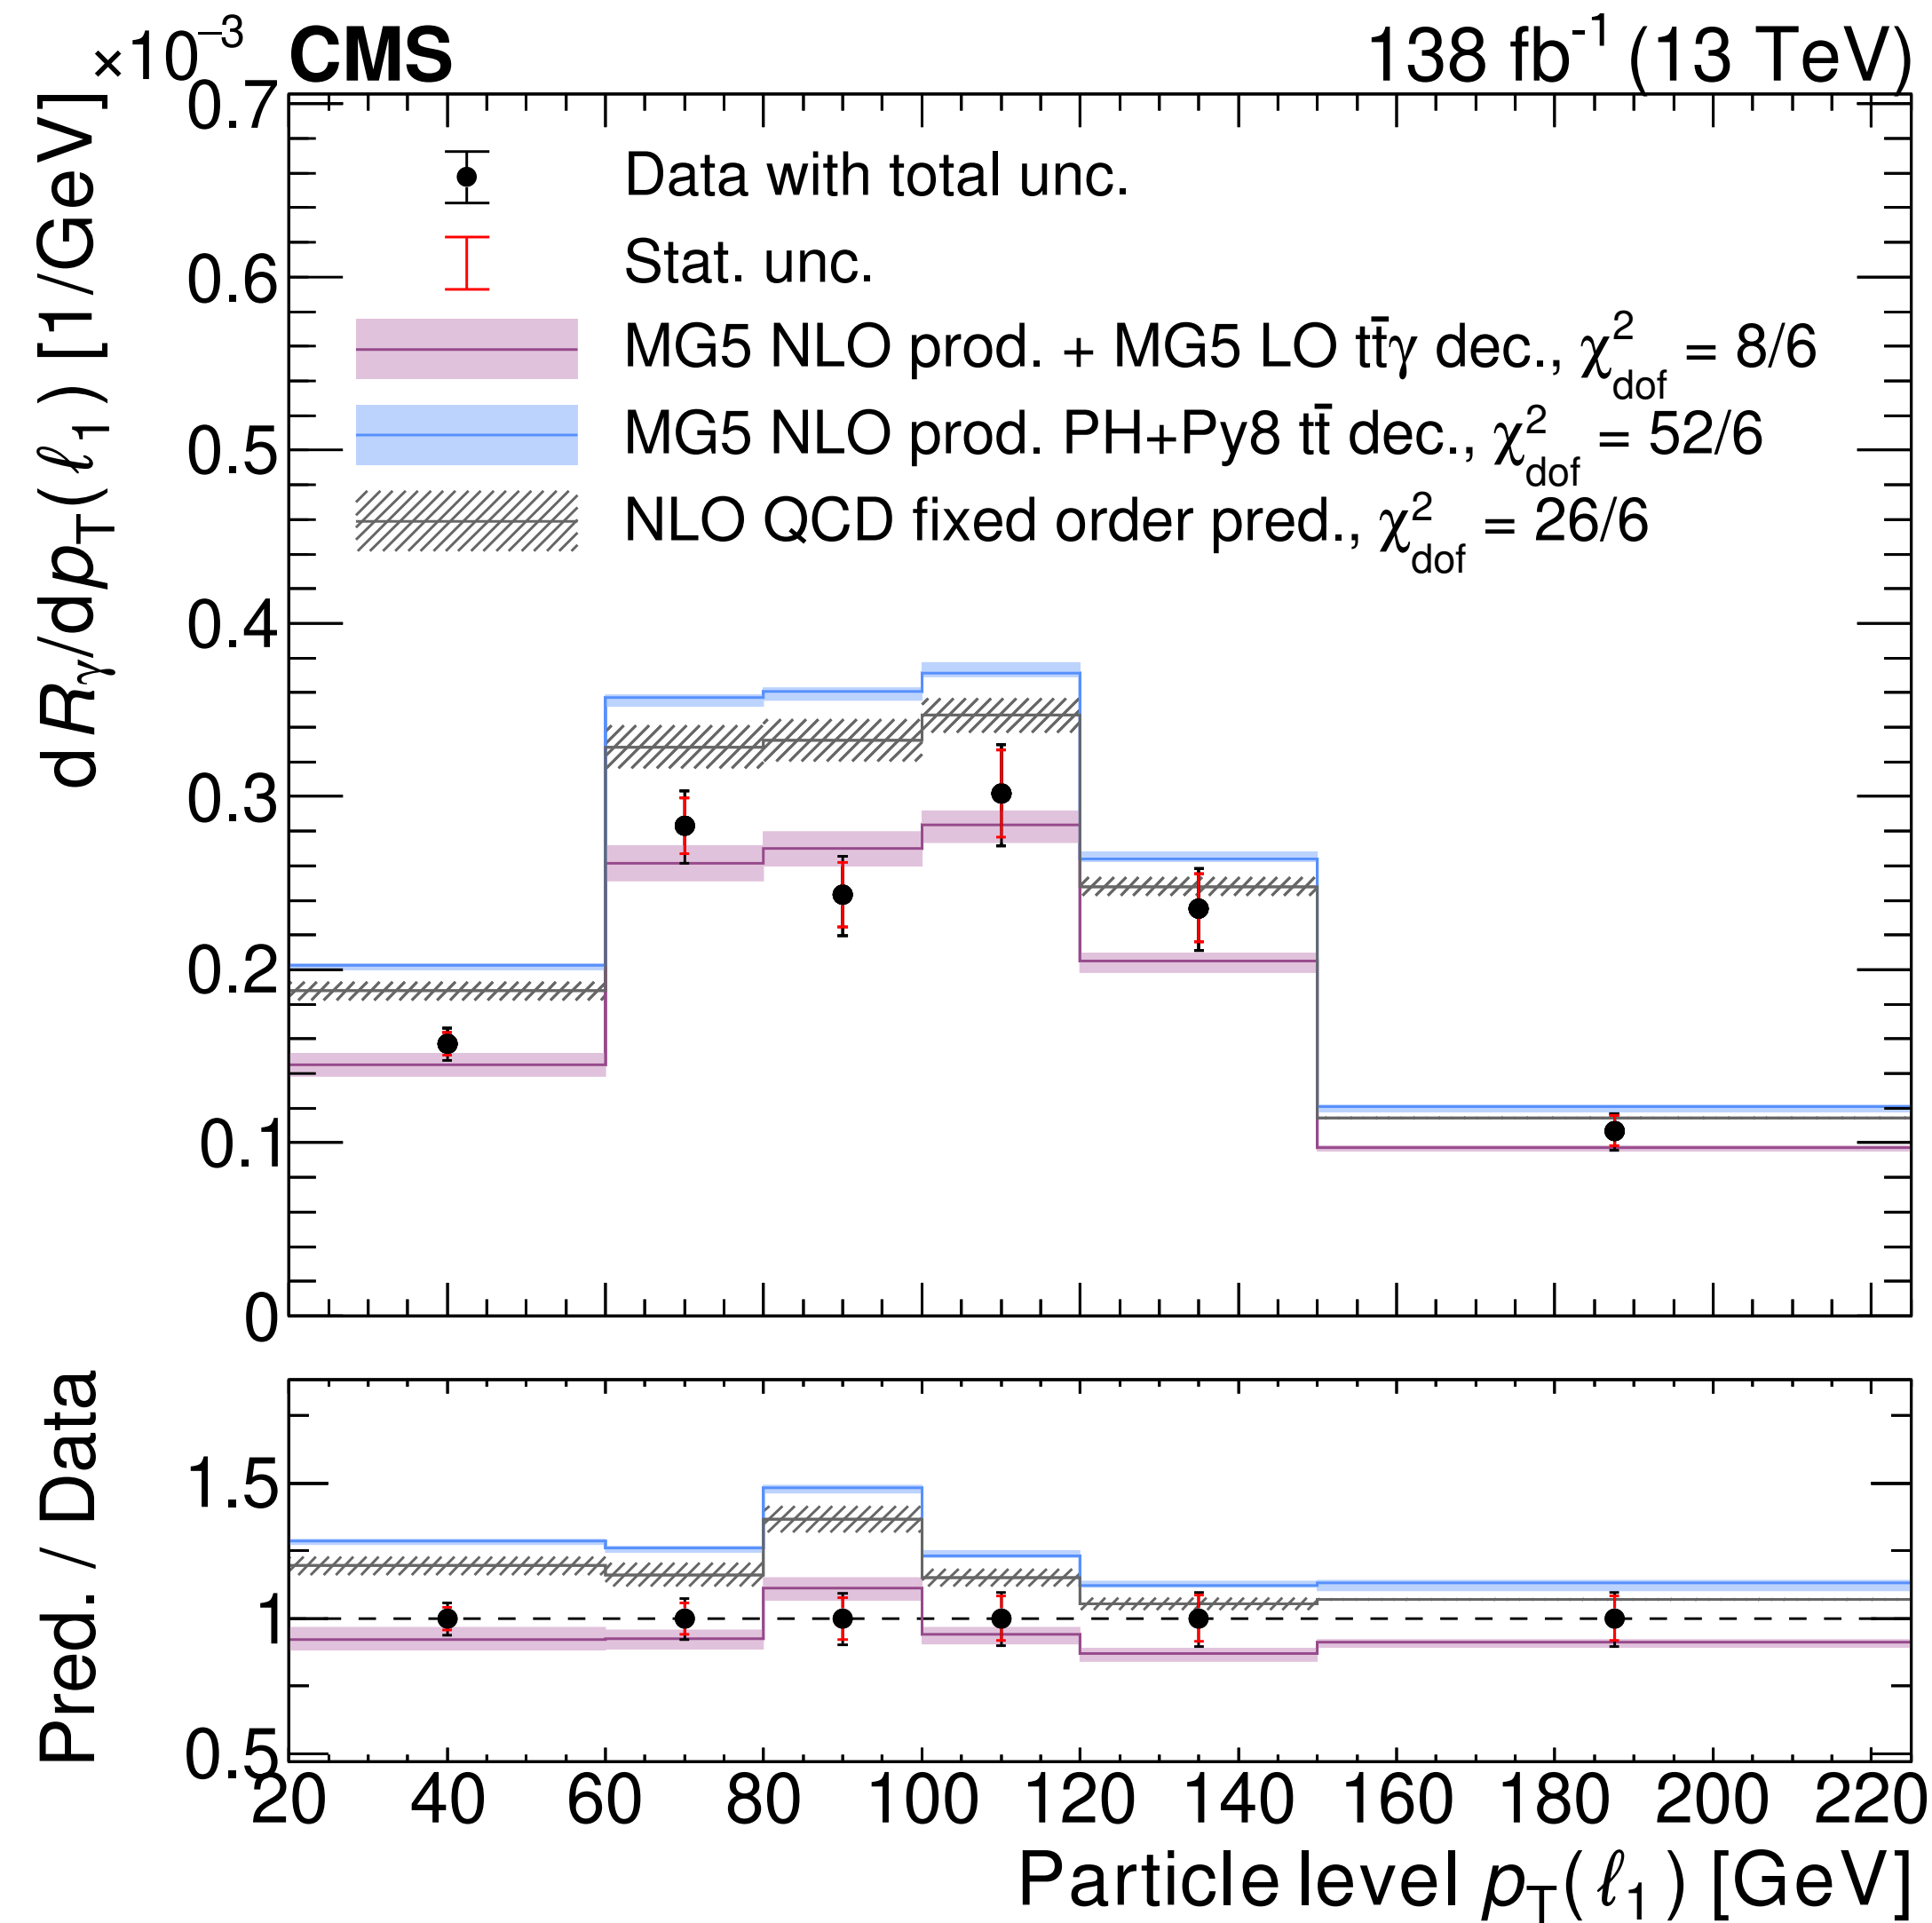 ×10⁻³ CMS 138 fb⁻¹ (13 TeV)
dRγ/dpT(ℓ1) [1/GeV]
0.7
0.6
0.5
0.4
0.3
0.2
0.1
0
Data with total unc.
Stat. unc.
MG5 NLO prod. + MG5 LO tt̄γ dec., χ²dof = 8/6
MG5 NLO prod. PH+Py8 tt̄ dec., χ²dof = 52/6
NLO QCD fixed order pred., χ²dof = 26/6
Pred. / Data
1.5
1
0.5
20 40 60 80 100 120 140 160 180 200 220
Particle level pT(ℓ1) [GeV]